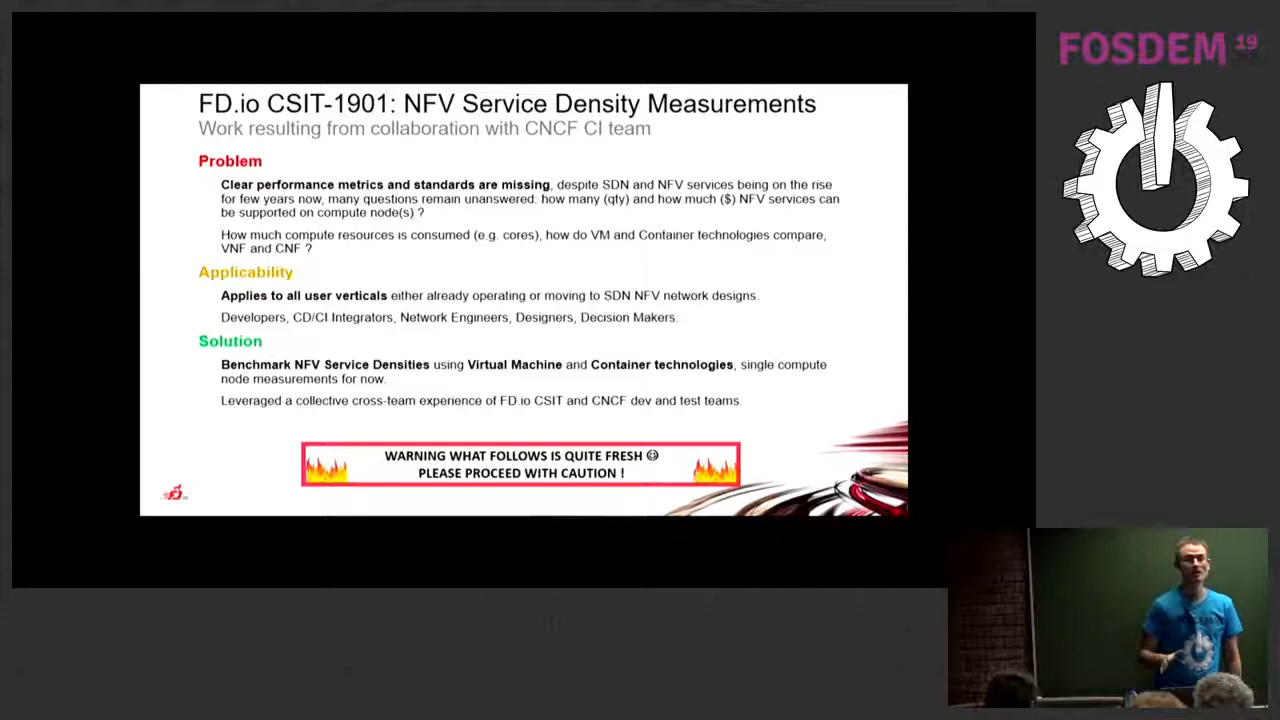 FOSDEM 19
FD.io CSIT-1901: NFV Service Density Measurements
Work resulting from collaboration with CNCF CI team
Problem
Clear performance metrics and standards are missing, despite SDN and NFV services being on the rise
for few years now, many questions remain unanswered: how many (qty) and how much ($) NFV services can
be supported on compute node(s) ?
How much compute resources is consumed (e.g. cores), how do VM and Container technologies compare,
VNF and CNF ?
Applicability
Applies to all user verticals either already operating or moving to SDN NFV network designs.
Developers, CD/CI Integrators, Network Engineers, Designers, Decision Makers.
Solution
Benchmark NFV Service Densities using Virtual Machine and Container technologies, single compute
node measurements for now.
Leveraged a collective cross-team experience of FD.io CSIT and CNCF dev and test teams.
WARNING WHAT FOLLOWS IS QUITE FRESH ☺
PLEASE PROCEED WITH CAUTION !